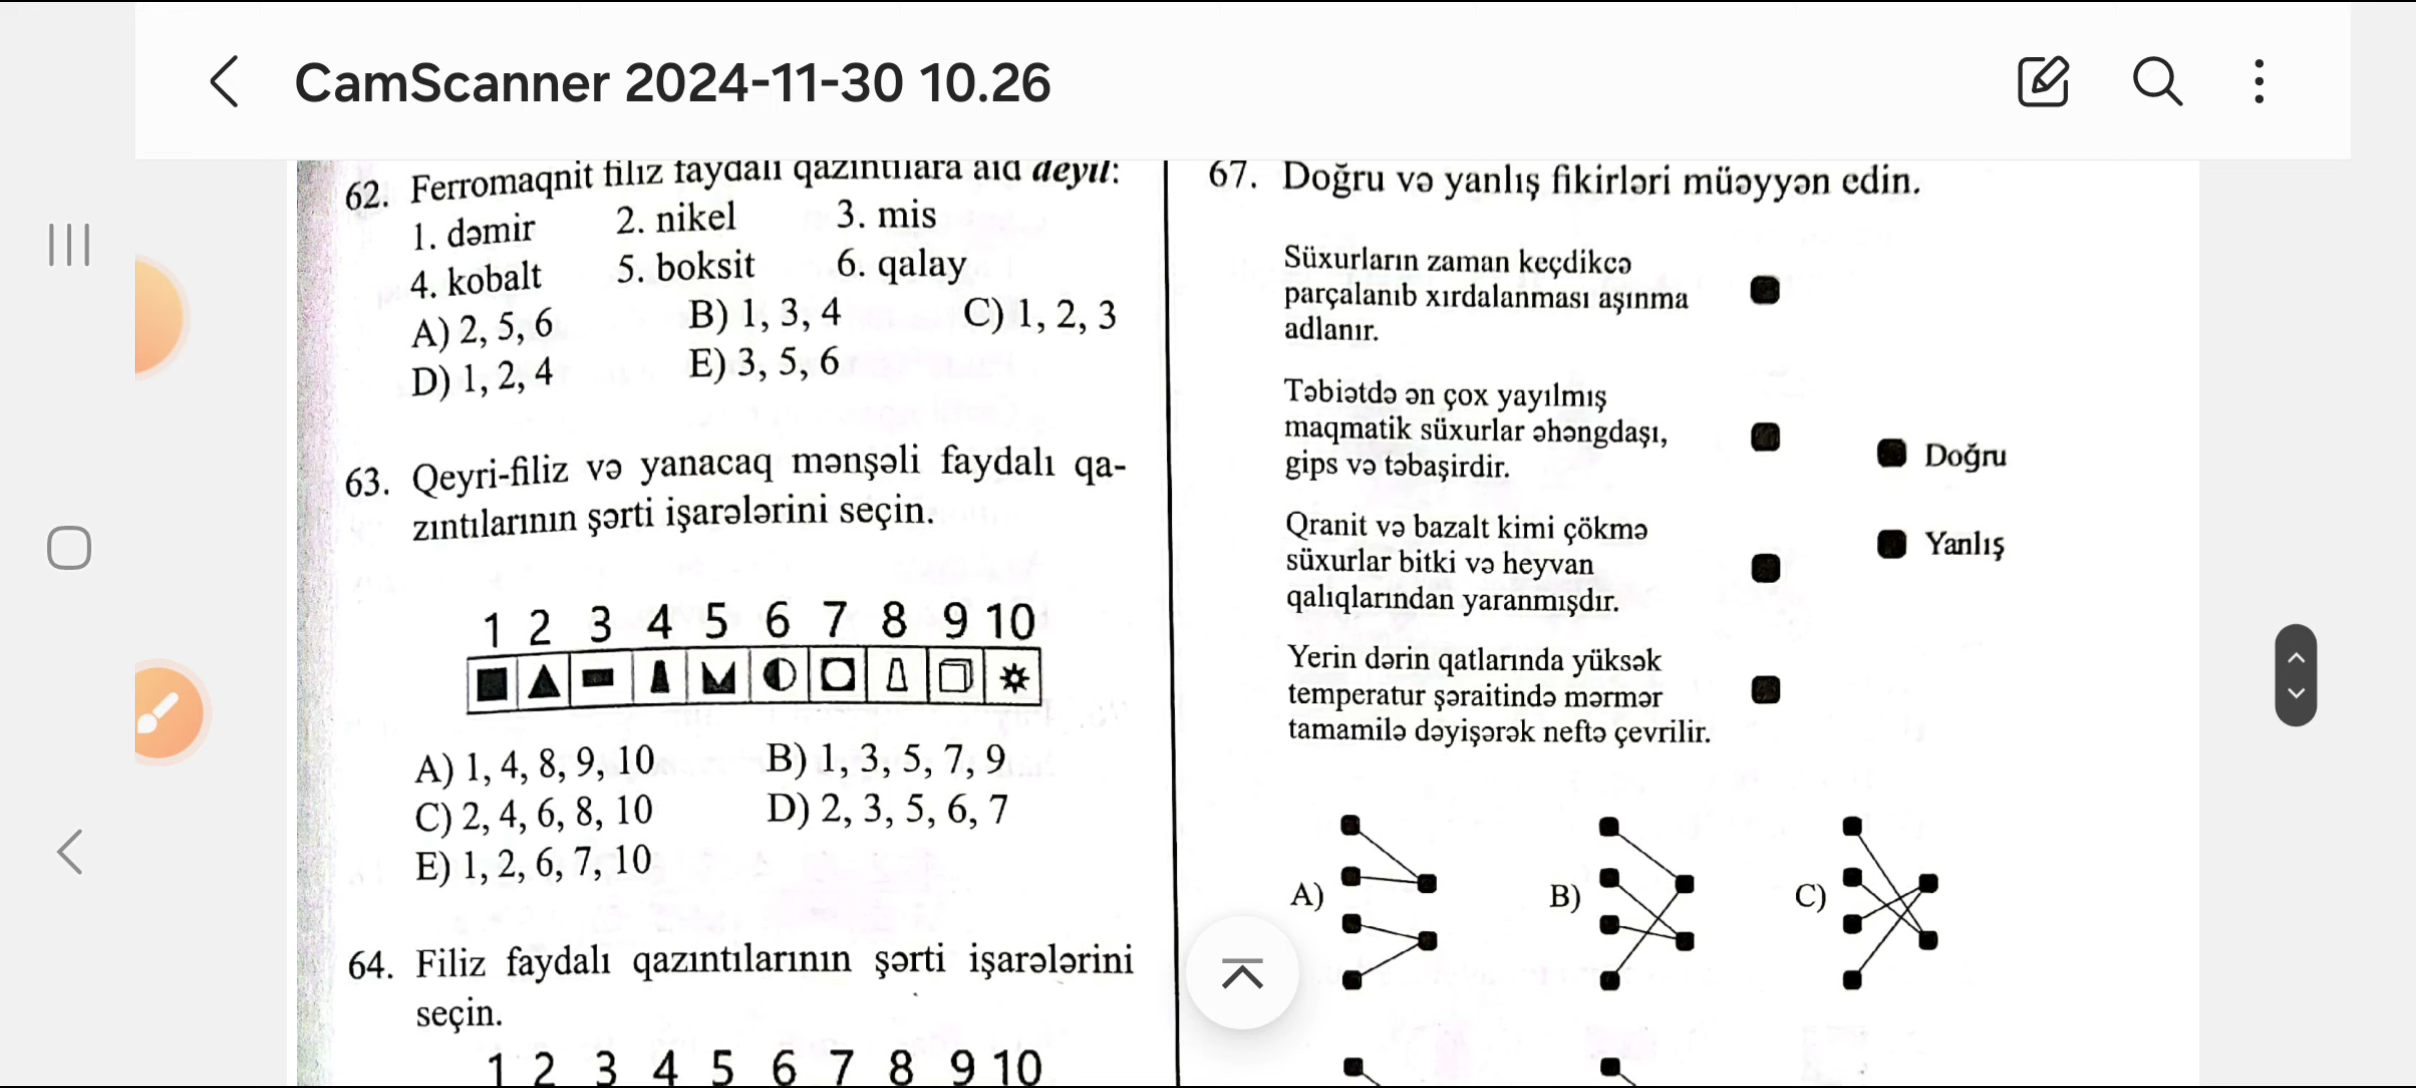 CamScanner 2024-11-30 10.26
62. Ferromaqnit filiz faydalı qazıntılara aid deyil:
1. dəmir 2. nikel 3. mis
4. kobalt 5. boksit 6. qalay
A) 2, 5, 6 B) 1, 3, 4 C) 1, 2, 3
D) 1, 2, 4 E) 3, 5, 6
63. Qeyri-filiz və yanacaq mənşəli faydalı qa-
zıntılarının şərti işarələrini seçin.
1 2 3 4 5 6 7 8 9 10
A) 1, 4, 8, 9, 10 B) 1, 3, 5, 7, 9
C) 2, 4, 6, 8, 10 D) 2, 3, 5, 6, 7
E) 1, 2, 6, 7, 10
64. Filiz faydalı qazıntılarının şərti işarələrini
seçin.
1 2 3 4 5 6 7 8 9 10
67. Doğru və yanlış fikirləri müəyyən edin.
Süxurların zaman keçdikcə
parçalanıb xırdalanması aşınma
adlanır.
Təbiətdə ən çox yayılmış
maqmatik süxurlar əhəngdaşı,
gips və təbaşirdir.
Qranit və bazalt kimi çökmə
süxurlar bitki və heyvan
qalıqlarından yaranmışdır.
Yerin dərin qatlarında yüksək
temperatur şəraitində mərmər
tamamilə dəyişərək neftə çevrilir.
Doğru
Yanlış
A) B) C)